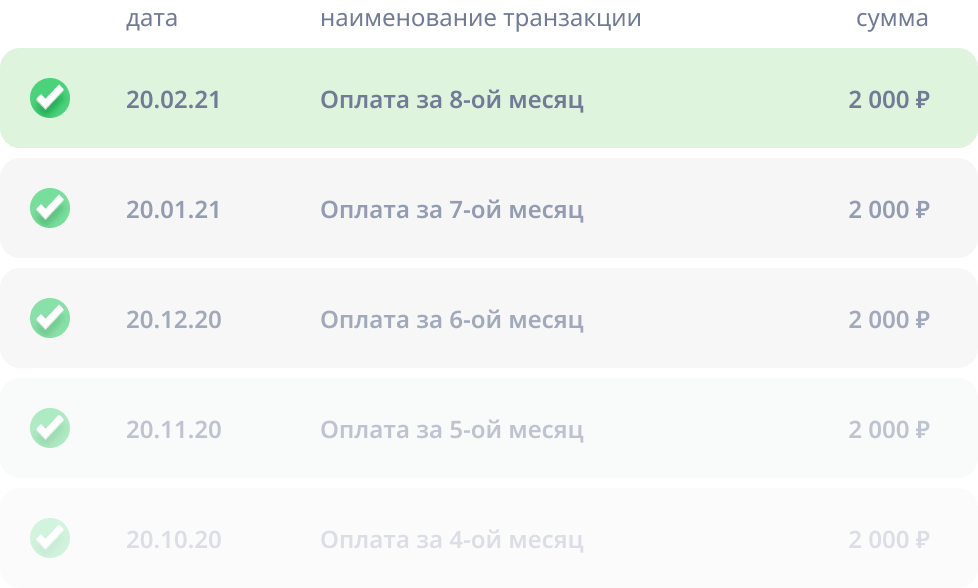 дата наименование транзакции сумма
20.02.21 Оплата за 8-ой месяц 2 000 ₽
20.01.21 Оплата за 7-ой месяц 2 000 ₽
20.12.20 Оплата за 6-ой месяц 2 000 ₽
20.11.20 Оплата за 5-ой месяц 2 000 ₽
20.10.20 Оплата за 4-ой месяц 2 000 ₽